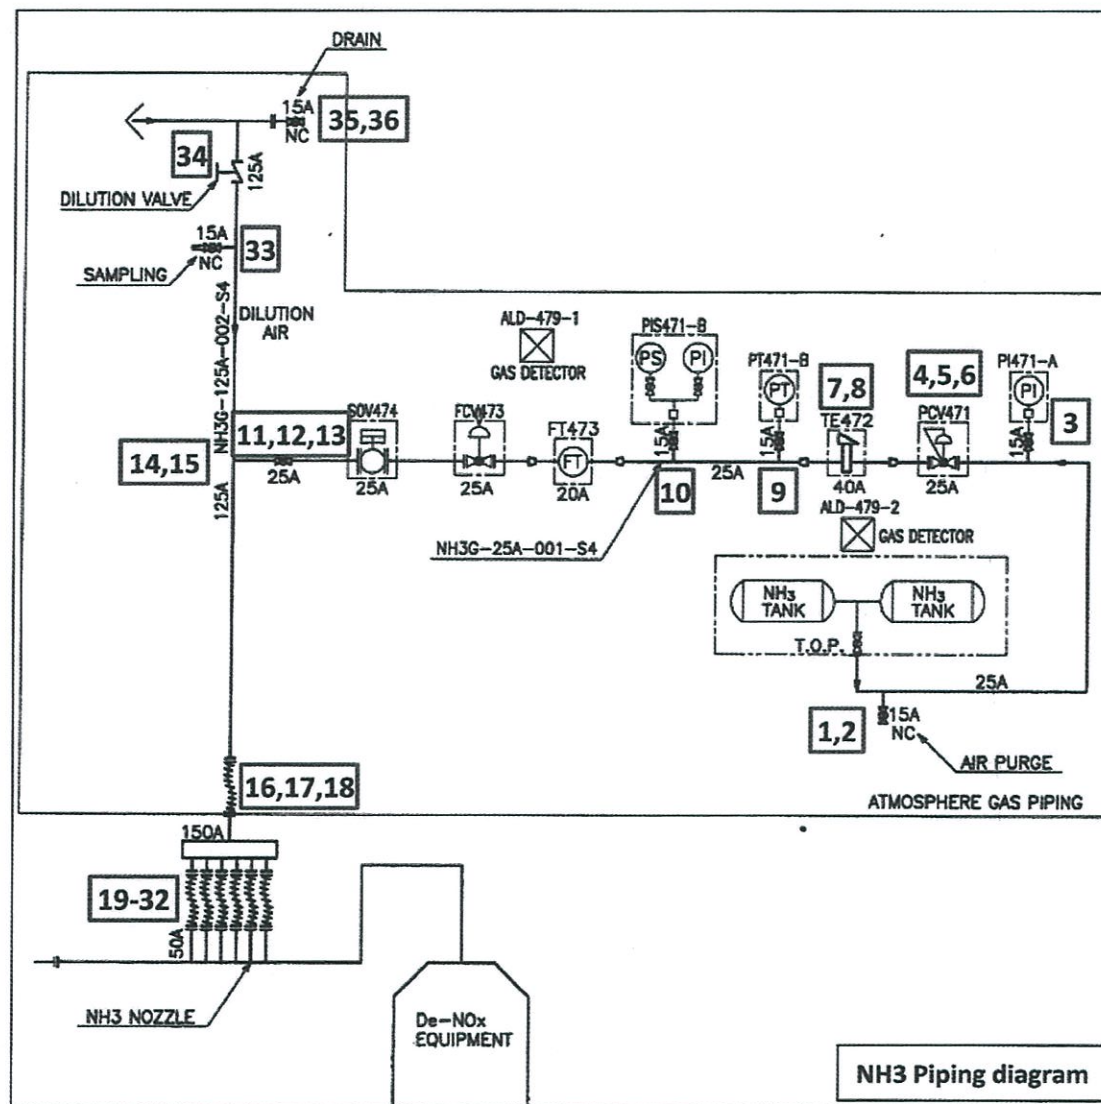 DRAIN
15A
NC
35,36
34
125A
DILUTION VALVE
15A
NC
33
SAMPLING
NH3G-125A-002-S4
DILUTION
AIR
ALD-479-1
GAS DETECTOR
PIS471-B
PS
PI
PT471-B
PT
7,8
TE472
4,5,6
PCV471
PI471-A
PI
3
11,12,13
SOV474
FCV473
FT473
FT
15A
15A
15A
14,15
25A
25A
25A
20A
25A
40A
25A
10
9
125A
NH3G-25A-001-S4
ALD-479-2
GAS DETECTOR
NH3
TANK
NH3
TANK
T.O.P.
25A
1,2
15A
NC
AIR PURGE
16,17,18
ATMOSPHERE GAS PIPING
150A
19-32
50A
NH3 NOZZLE
De-NOx
EQUIPMENT
NH3 Piping diagram